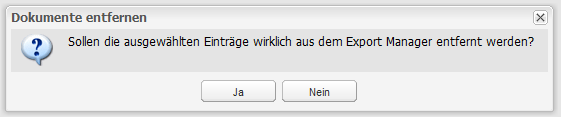 Dokumente entfernen
Sollen die ausgewählten Einträge wirklich aus dem Export Manager entfernt werden?
Ja Nein